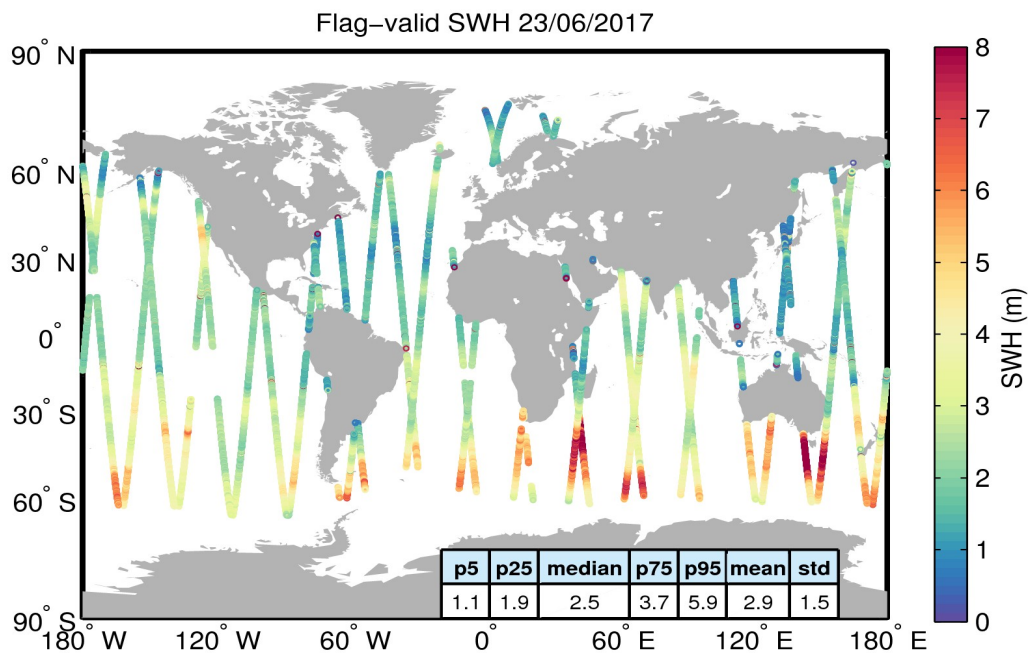 Flag−valid SWH 23/06/2017
90° N
60° N
30° N
0°
30° S
60° S
90° S
180° W
120° W
60° W
0°
60° E
120° E
180° E
p5 p25 median p75 p95 mean std
1.1 1.9 2.5 3.7 5.9 2.9 1.5
8
7
6
5
4
3
2
1
0
SWH (m)